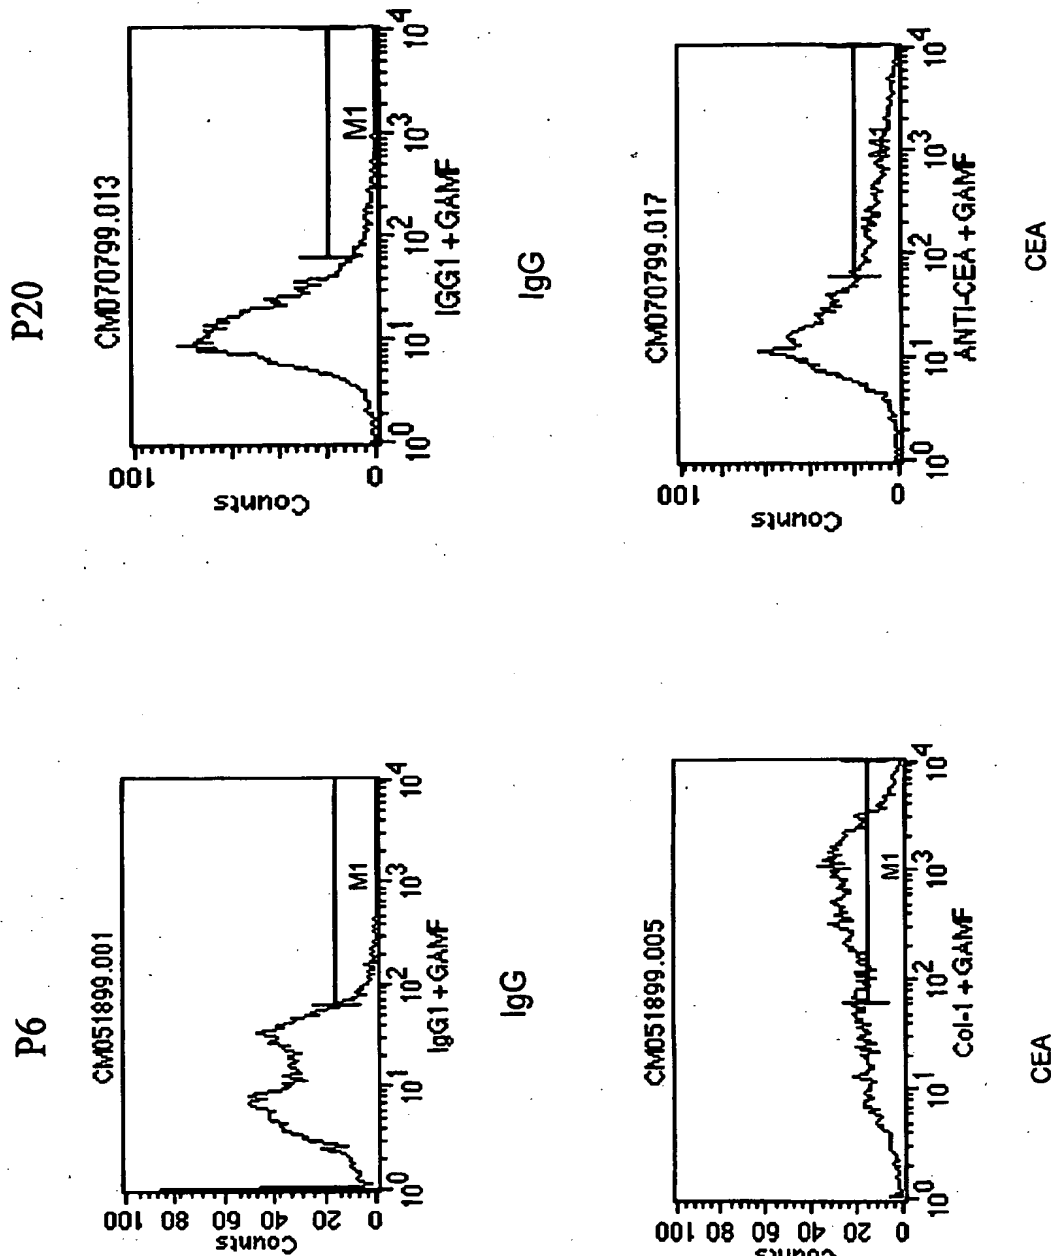 P6
CM051899.001
Counts
100 80 60 40 20 0
M1
10^0 10^1 10^2 10^3 10^4
IgG1 + GAMF
IgG
P20
CM070799.013
Counts
100 0
M1
10^0 10^1 10^2 10^3 10^4
IGG1 + GAMF
IgG
CM051899.005
Counts
100 80 60 40 20 0
M1
10^0 10^1 10^2 10^3 10^4
Col-1 + GAMF
CEA
CM070799.017
Counts
100 0
M1
10^0 10^1 10^2 10^3 10^4
ANTI-CEA + GAMF
CEA